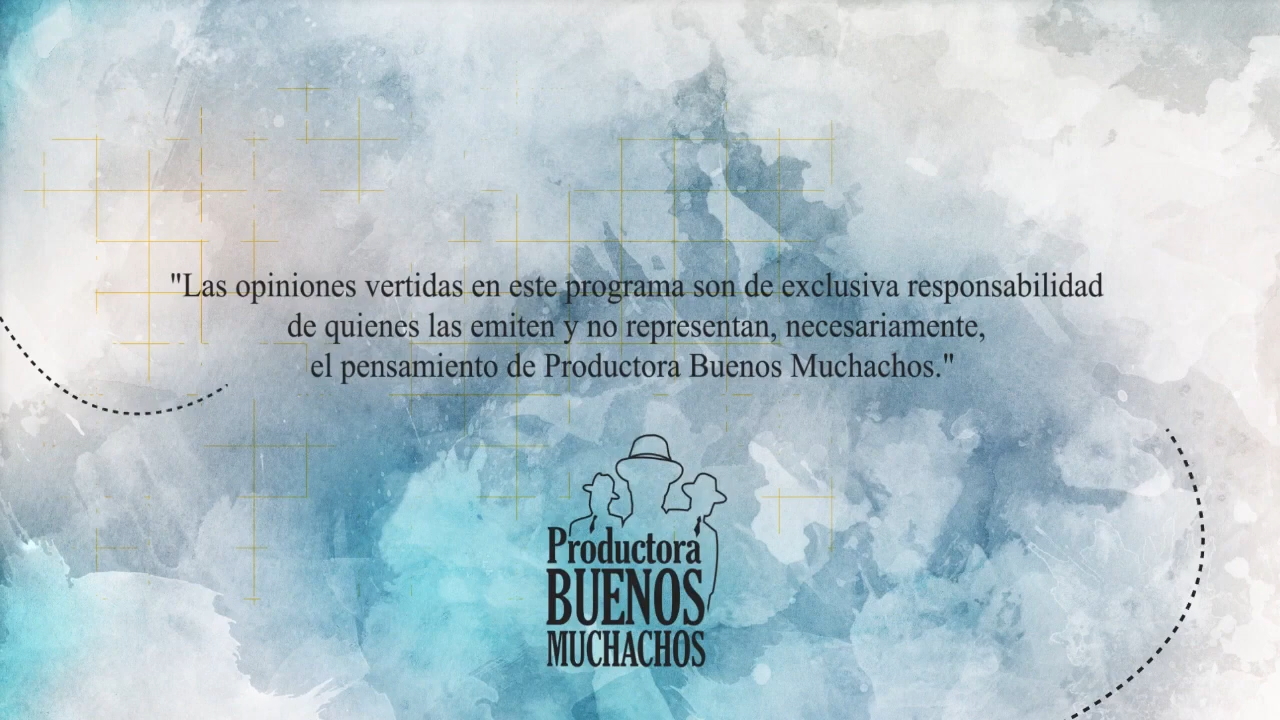 "Las opiniones vertidas en este programa son de exclusiva responsabilidad
de quienes las emiten y no representan, necesariamente,
el pensamiento de Productora Buenos Muchachos."
Productora
BUENOS
MUCHACHOS